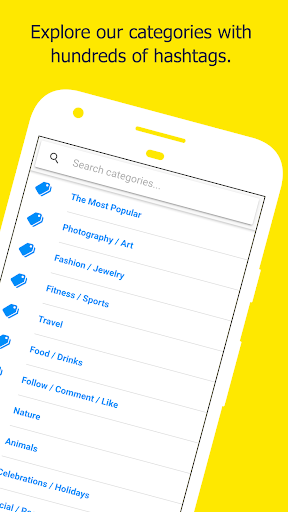 Explore our categories with
hundreds of hashtags.
Search categories...
The Most Popular
Photography / Art
Fashion / Jewelry
Fitness / Sports
Travel
Food / Drinks
Follow / Comment / Like
Nature
Animals
Celebrations / Holidays